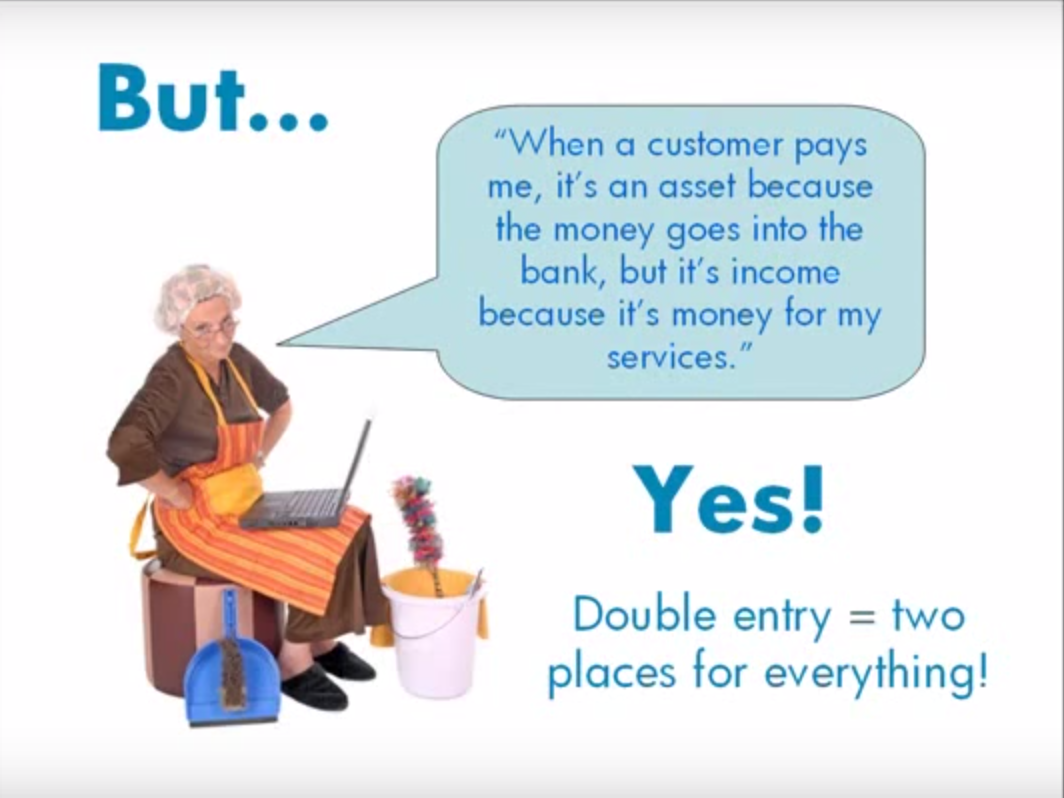 But...
“When a customer pays
me, it’s an asset because
the money goes into the
bank, but it’s income
because it’s money for my
services.”
Yes!
Double entry = two
places for everything!